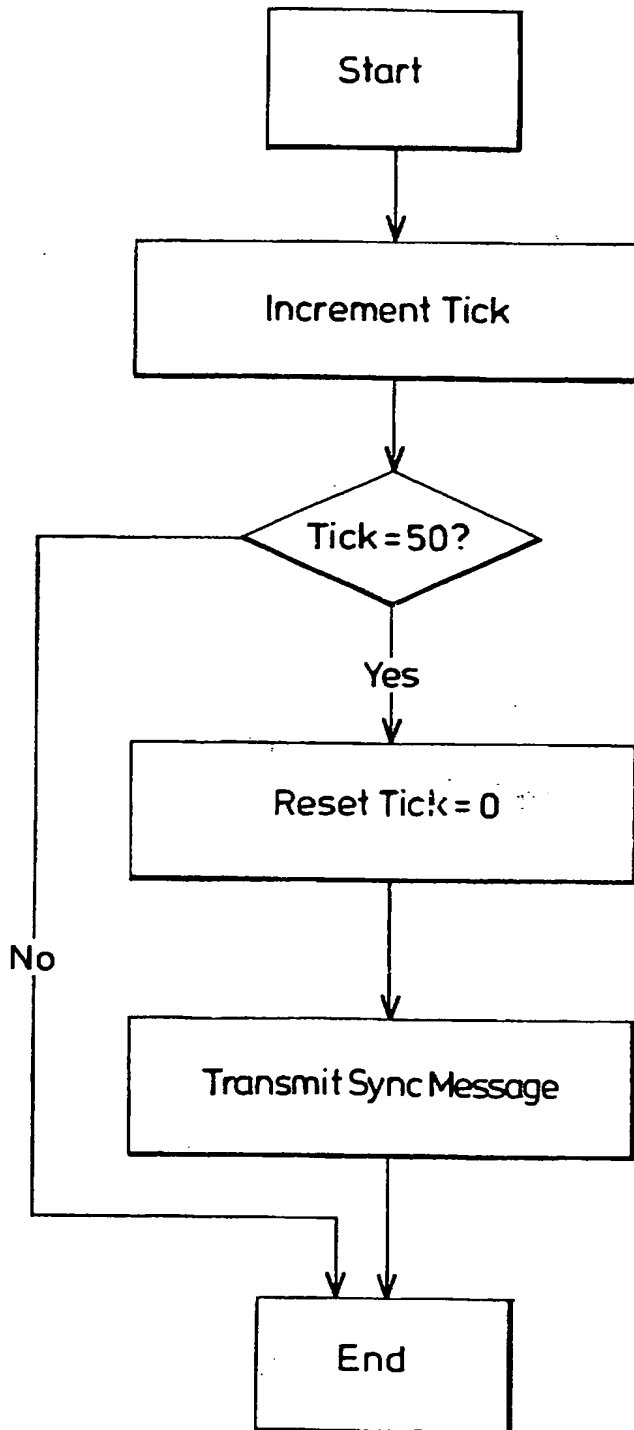 Start
Increment Tick
Tick = 50?
Yes
Reset Tick = 0
No
Transmit Sync Message
End